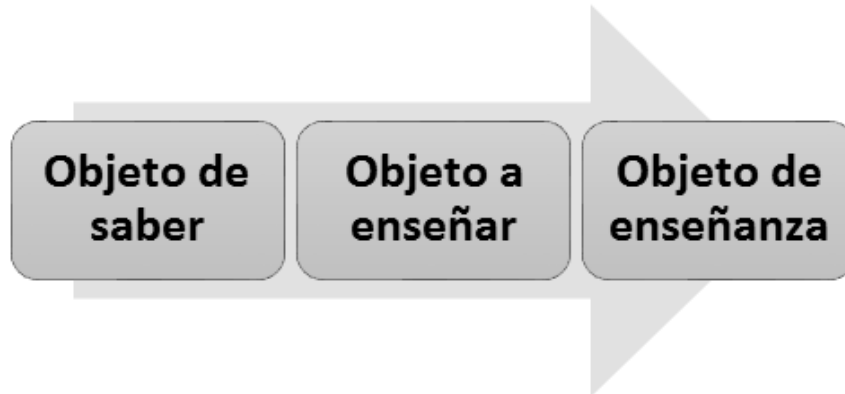 Objeto de
saber
Objeto a
enseñar
Objeto de
enseñanza